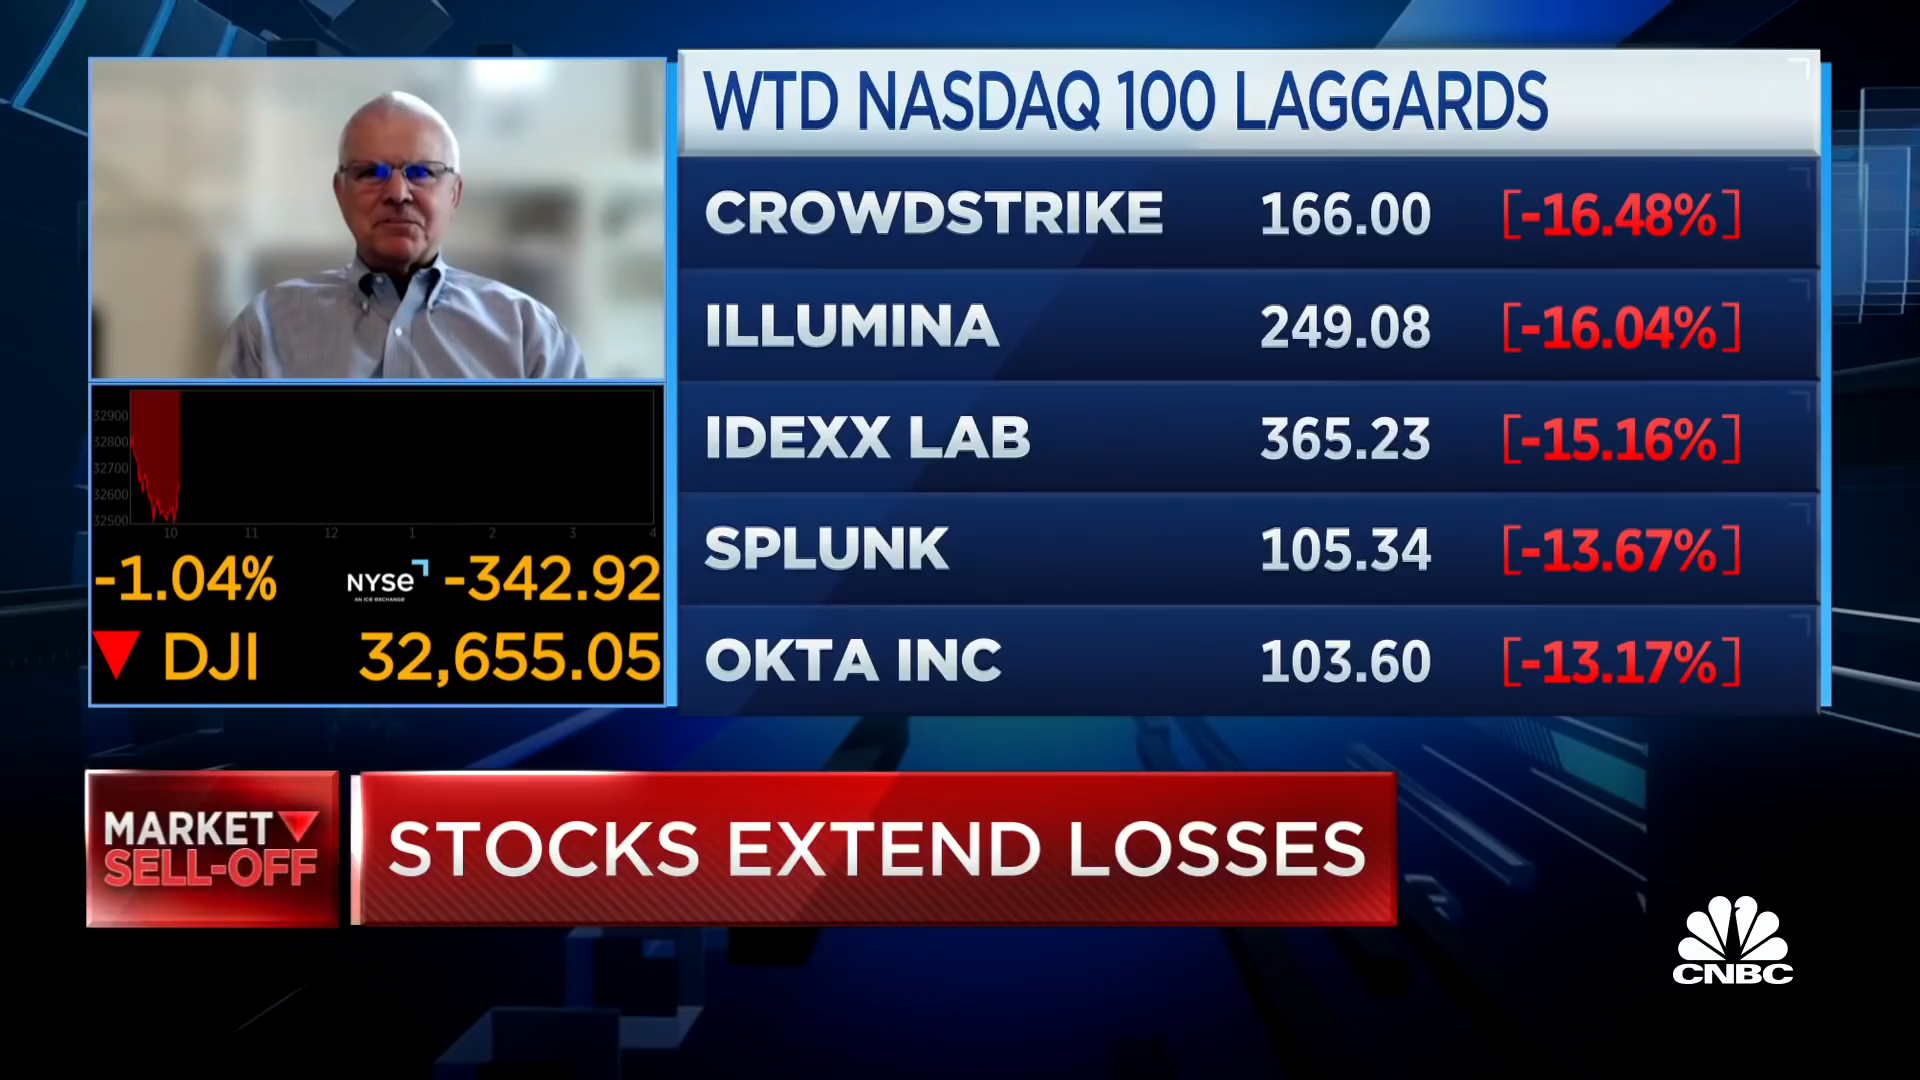 WTD NASDAQ 100 LAGGARDS
CROWDSTRIKE 166.00 [-16.48%]
ILLUMINA 249.08 [-16.04%]
IDEXX LAB 365.23 [-15.16%]
SPLUNK 105.34 [-13.67%]
OKTA INC 103.60 [-13.17%]
32900
32800
32700
32600
32500
10 11 12 1 2 3 4
-1.04% NYSE -342.92
AN ICE EXCHANGE
DJI 32,655.05
MARKET
SELL-OFF
STOCKS EXTEND LOSSES
CNBC